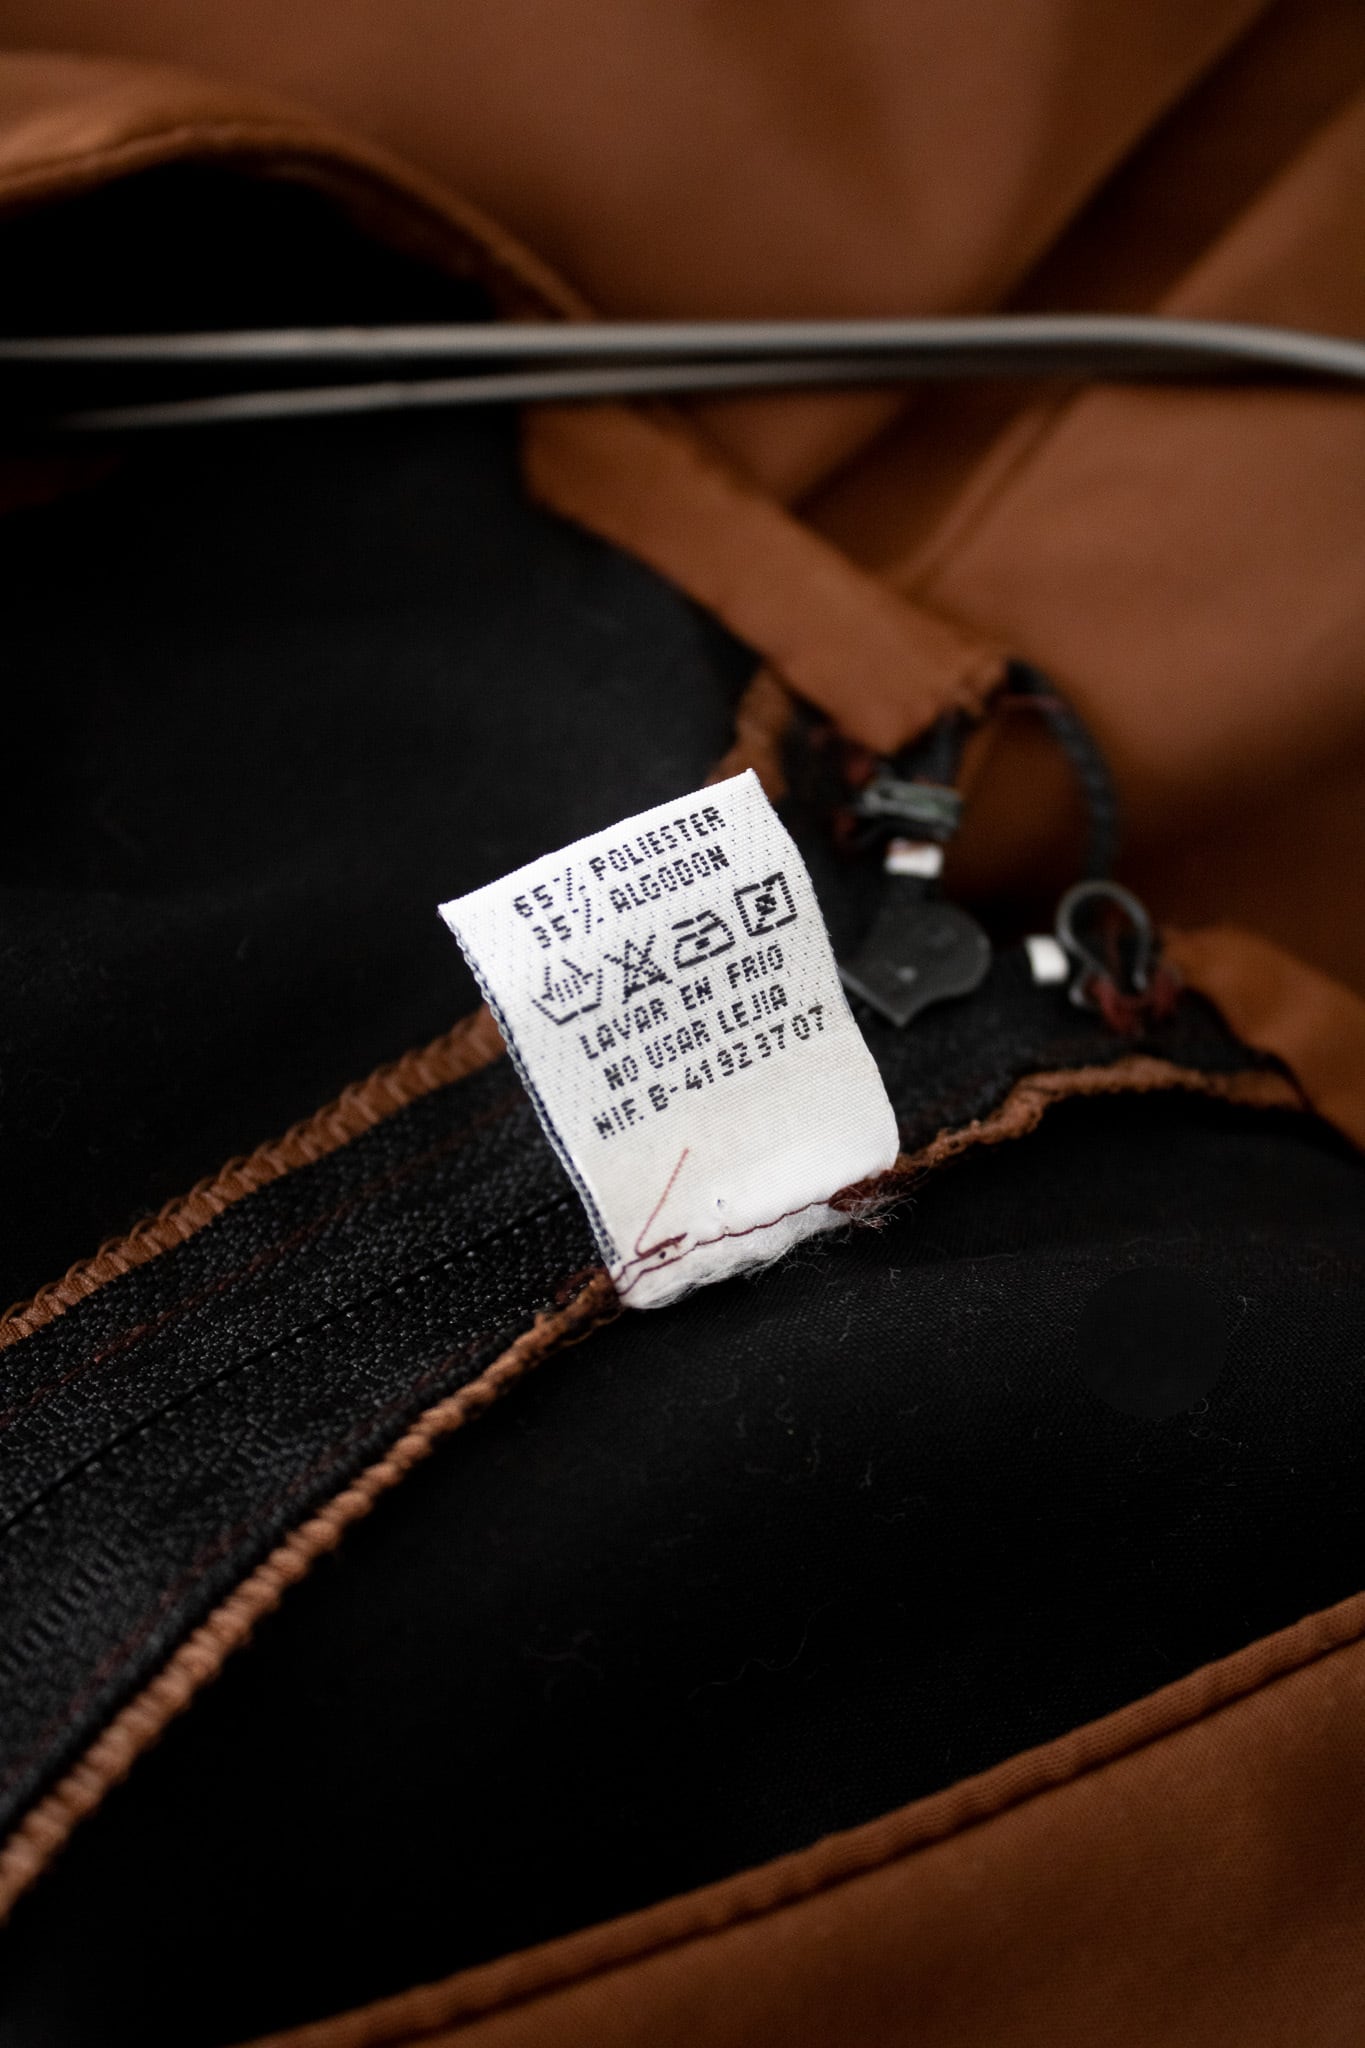 65% POLIESTER
35% ALGODON
LAVAR EN FRIO
NO USAR LEJIA
NIF. B-41923707